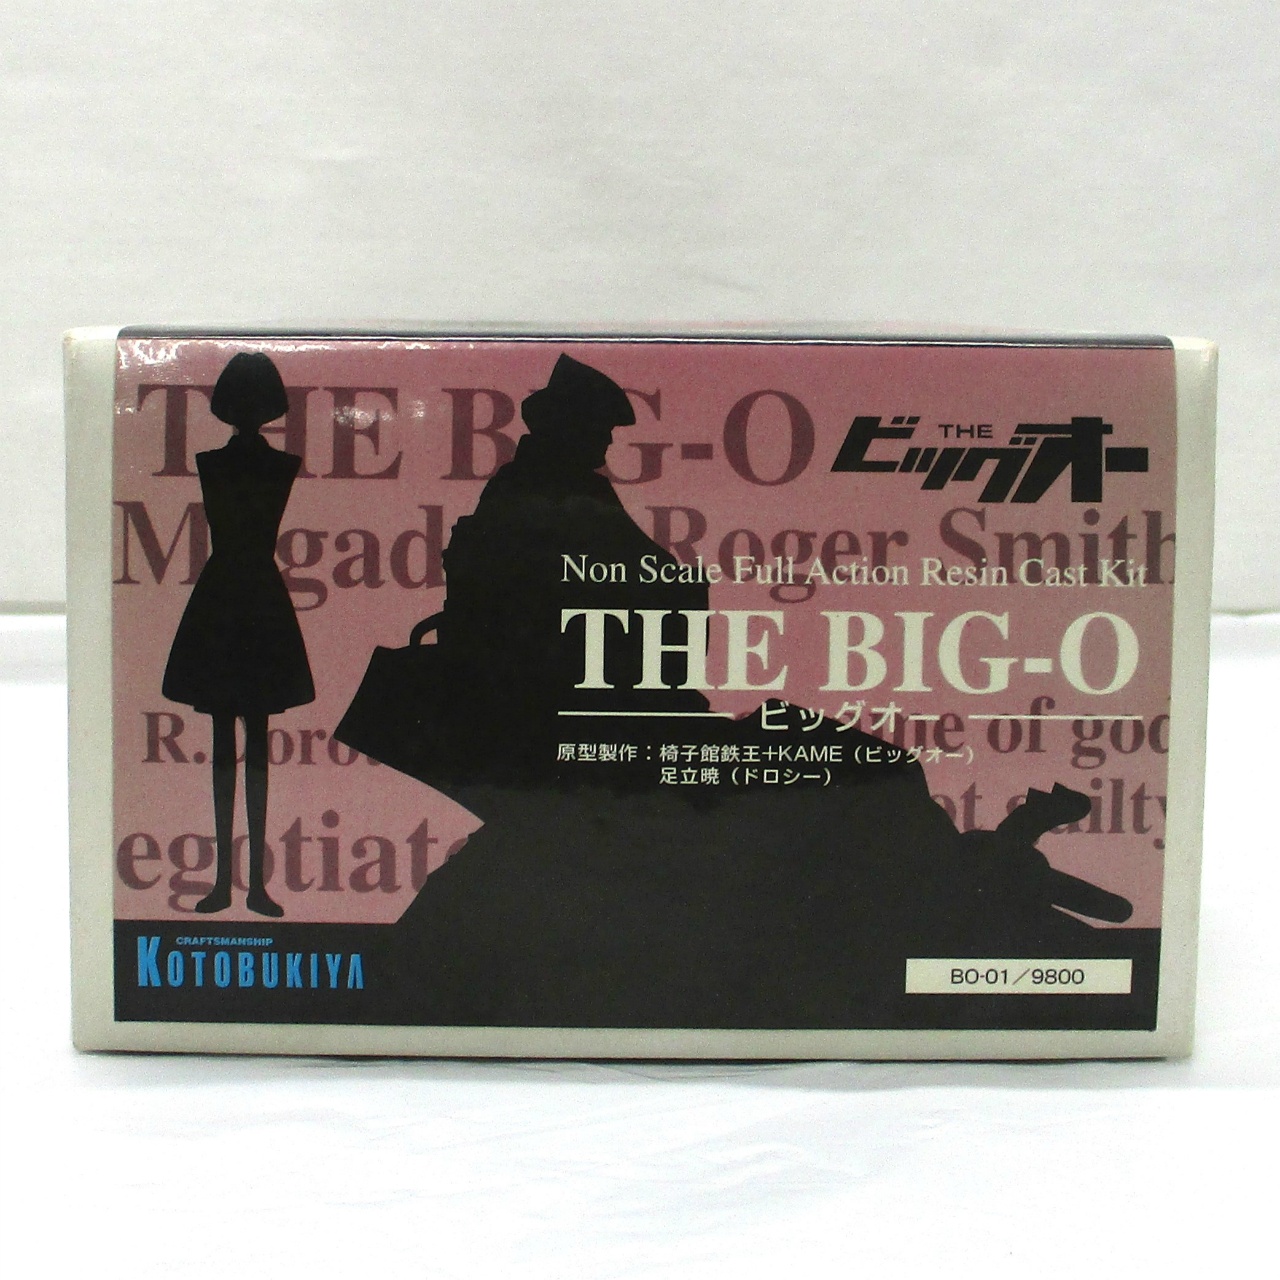 THE BIG-O
THE
ビッグオー
Roger Smith
Non Scale Full Action Resin Cast Kit
THE BIG-O
ビッグオー
of
原型製作：椅子館鉄王+KAME（ビッグオー）
足立暁（ドロシー）
CRAFTSMANSHIP
KOTOBUKIYA
BO-01／9800